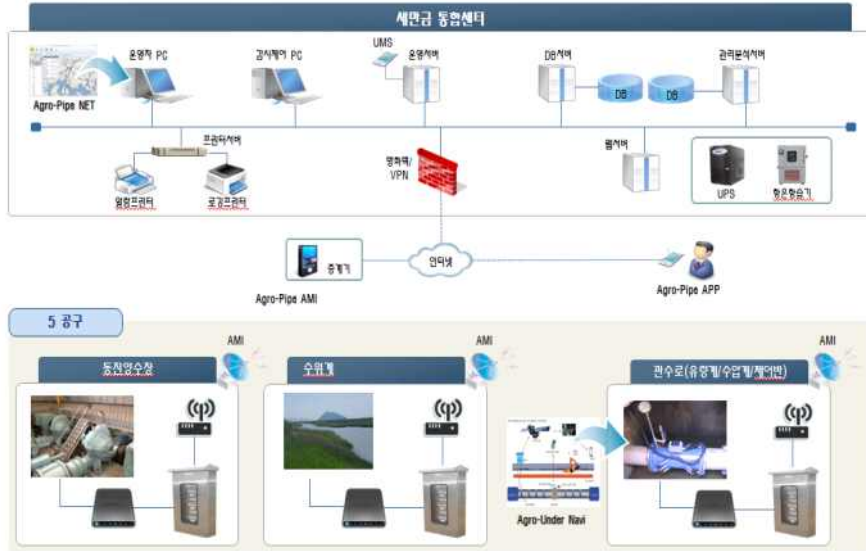 새만금 통합센터
운영자 PC
감시제어 PC
UMS
운영서버
DB서버
관리분석서버
Agro-Pipe NET
DB
DB
프린터서버
방화벽/
VPN
웹서버
알람프린터
로깅프린터
UPS
항온항습기
중계기
인터넷
Agro-Pipe AMI
Agro-Pipe APP
5 공구
AMI
AMI
AMI
동진양수장
수위계
관수로(유량계/수압계/제어반)
Agro-Under Navi